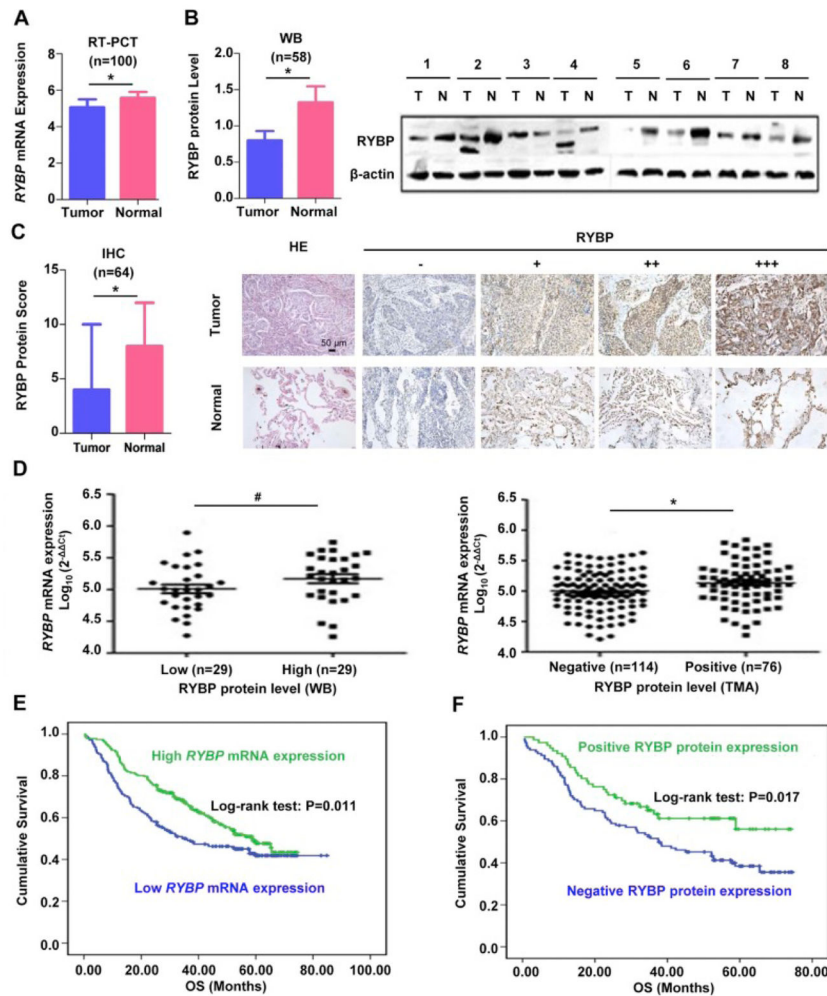 A
RT-PCT
(n=100)
*
RYBP mRNA Expression
6
4
2
0
Tumor Normal
B
WB
(n=58)
*
RYBP protein Level
2.0
1.5
1.0
0.5
0.0
Tumor Normal
1 2 3 4 5 6 7 8
T N T N T N T N T N T N T N T N
RYBP
β-actin
C
IHC
(n=64)
*
RYBP Protein Score
15
10
5
0
Tumor Normal
HE
RYBP
- + ++ +++
Tumor
50 μm
Normal
D
RYBP mRNA expression
Log10 (2-ΔΔCt)
6.5
6.0
5.5
5.0
4.5
4.0
#
Low (n=29) High (n=29)
RYBP protein level (WB)
RYBP mRNA expression
Log10 (2-ΔΔCt)
6.5
6.0
5.5
5.0
4.5
4.0
*
Negative (n=114) Positive (n=76)
RYBP protein level (TMA)
E
Cumulative Survival
1.0
0.8
0.6
0.4
0.2
0.0
High RYBP mRNA expression
Log-rank test: P=0.011
Low RYBP mRNA expression
0.00 20.00 40.00 60.00 80.00 100.00
OS (Months)
F
Cumulative Survival
1.0
0.8
0.6
0.4
0.2
0.0
Positive RYBP protein expression
Log-rank test: P=0.017
Negative RYBP protein expression
0.00 20.00 40.00 60.00 80.00
OS (Months)